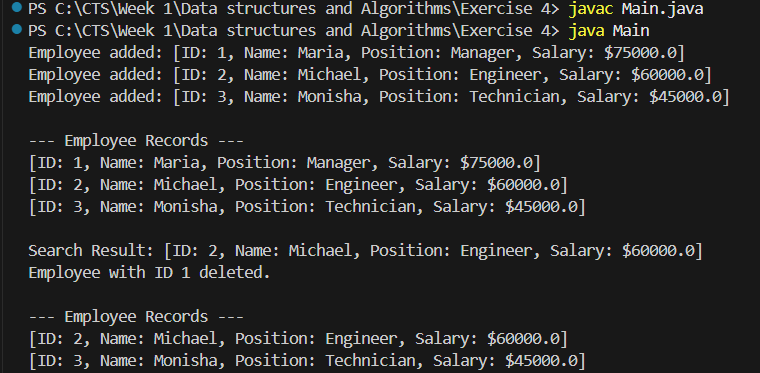 PS C:\CTS\Week 1\Data structures and Algorithms\Exercise 4> javac Main.java
PS C:\CTS\Week 1\Data structures and Algorithms\Exercise 4> java Main
Employee added: [ID: 1, Name: Maria, Position: Manager, Salary: $75000.0]
Employee added: [ID: 2, Name: Michael, Position: Engineer, Salary: $60000.0]
Employee added: [ID: 3, Name: Monisha, Position: Technician, Salary: $45000.0]
--- Employee Records ---
[ID: 1, Name: Maria, Position: Manager, Salary: $75000.0]
[ID: 2, Name: Michael, Position: Engineer, Salary: $60000.0]
[ID: 3, Name: Monisha, Position: Technician, Salary: $45000.0]
Search Result: [ID: 2, Name: Michael, Position: Engineer, Salary: $60000.0]
Employee with ID 1 deleted.
--- Employee Records ---
[ID: 2, Name: Michael, Position: Engineer, Salary: $60000.0]
[ID: 3, Name: Monisha, Position: Technician, Salary: $45000.0]